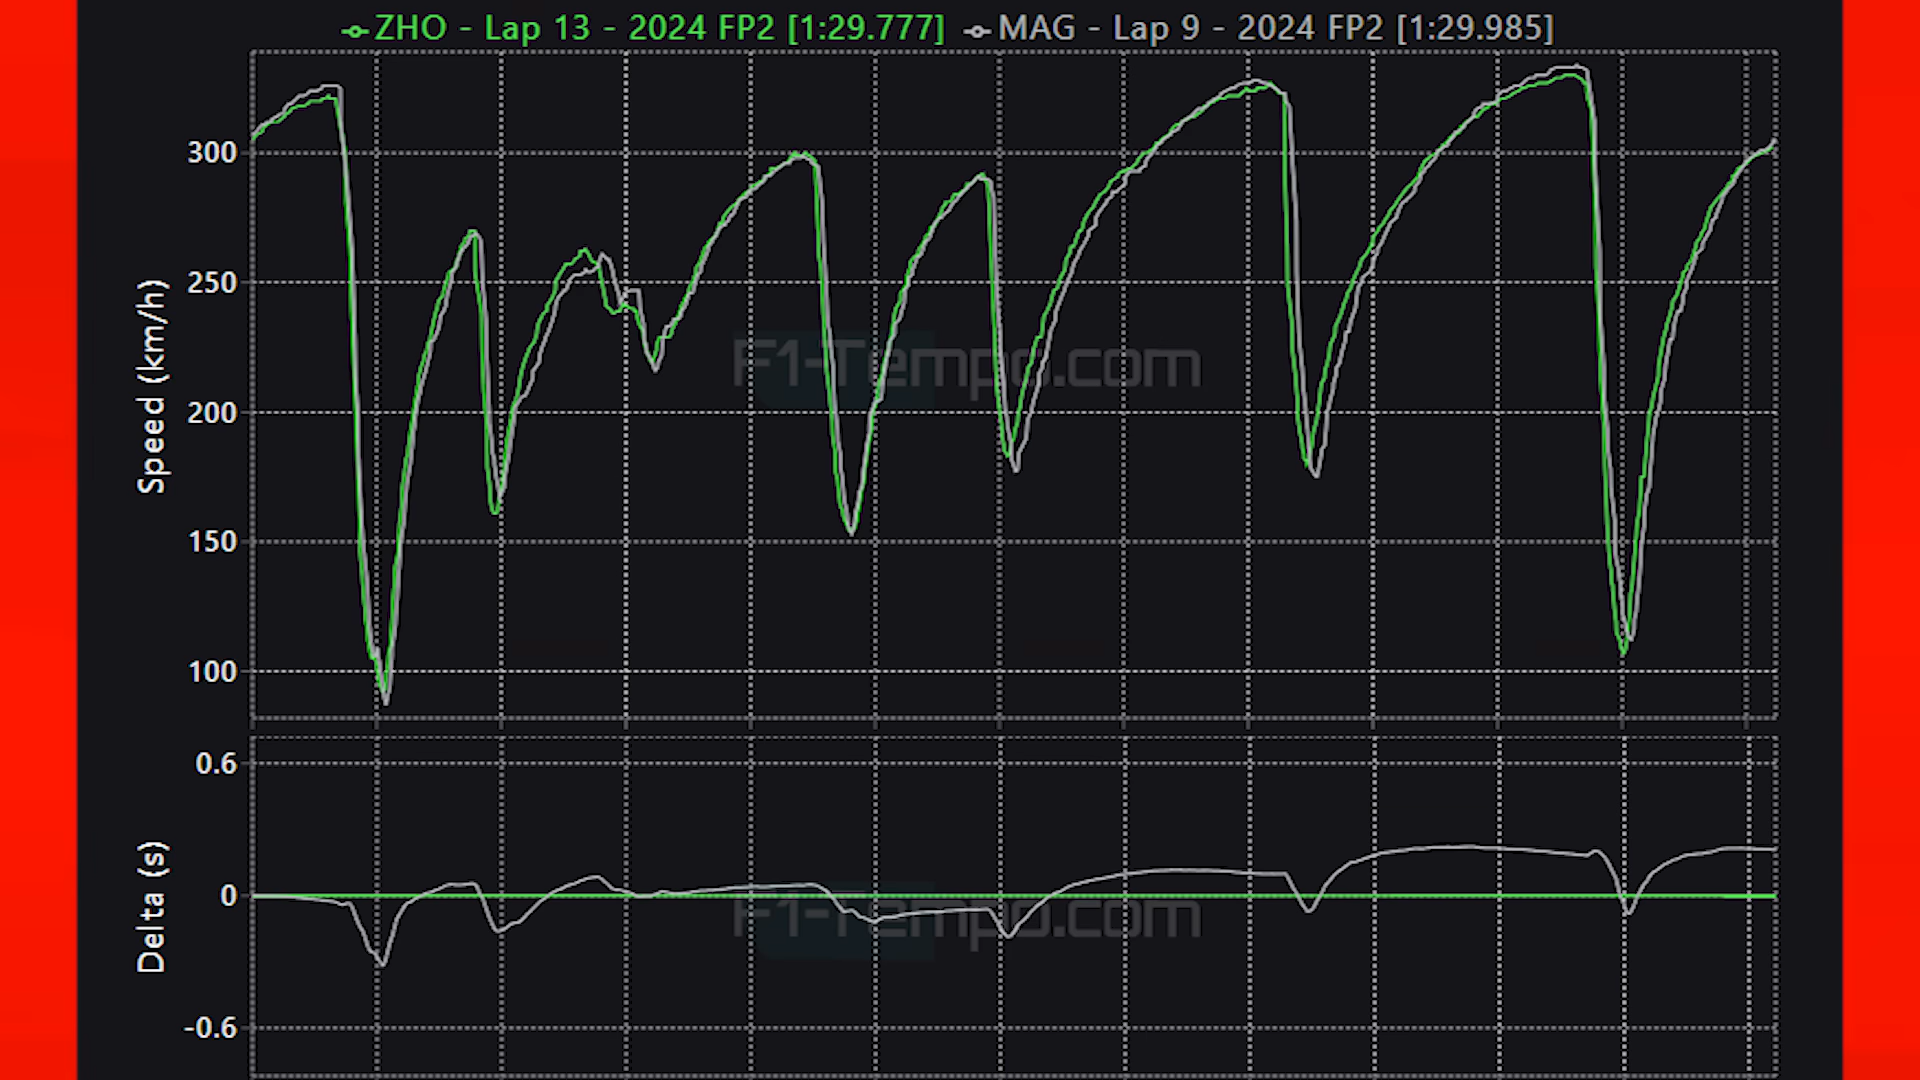 ZHO - Lap 13 - 2024 FP2 [1:29.777] MAG - Lap 9 - 2024 FP2 [1:29.985]
300
250
200
150
100
Speed (km/h)
F1-Tempo.com
0.6
0
-0.6
Delta (s)
F1-Tempo.com